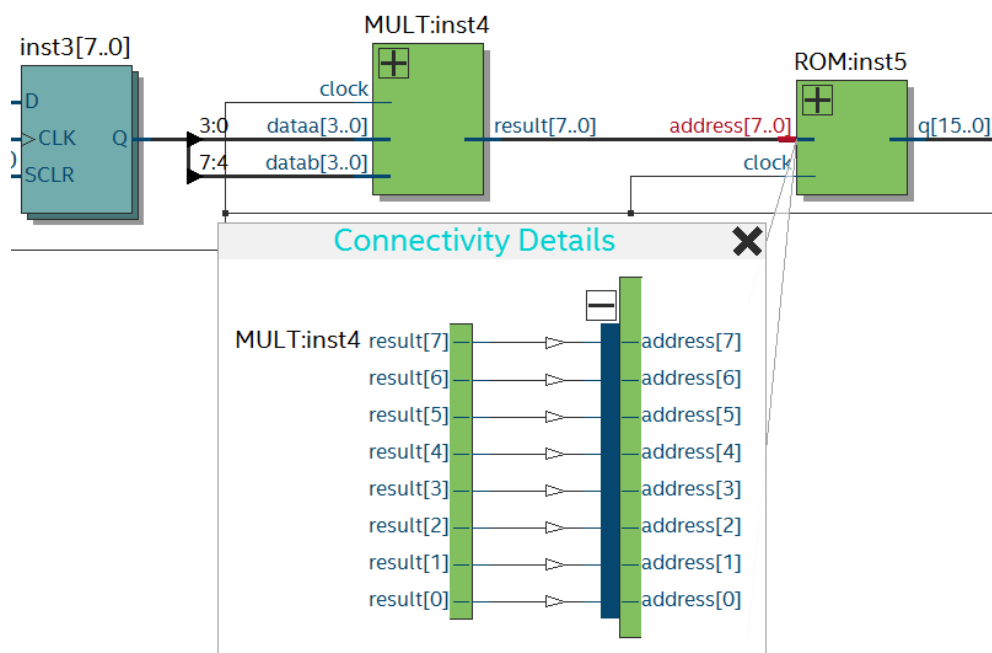 MULT:inst4
inst3[7..0]
ROM:inst5
D
CLK
Q
SCLR
3:0
7:4
clock
dataa[3..0]
datab[3..0]
result[7..0]
address[7..0]
clock
q[15..0]
Connectivity Details
MULT:inst4 result[7] address[7]
result[6] address[6]
result[5] address[5]
result[4] address[4]
result[3] address[3]
result[2] address[2]
result[1] address[1]
result[0] address[0]